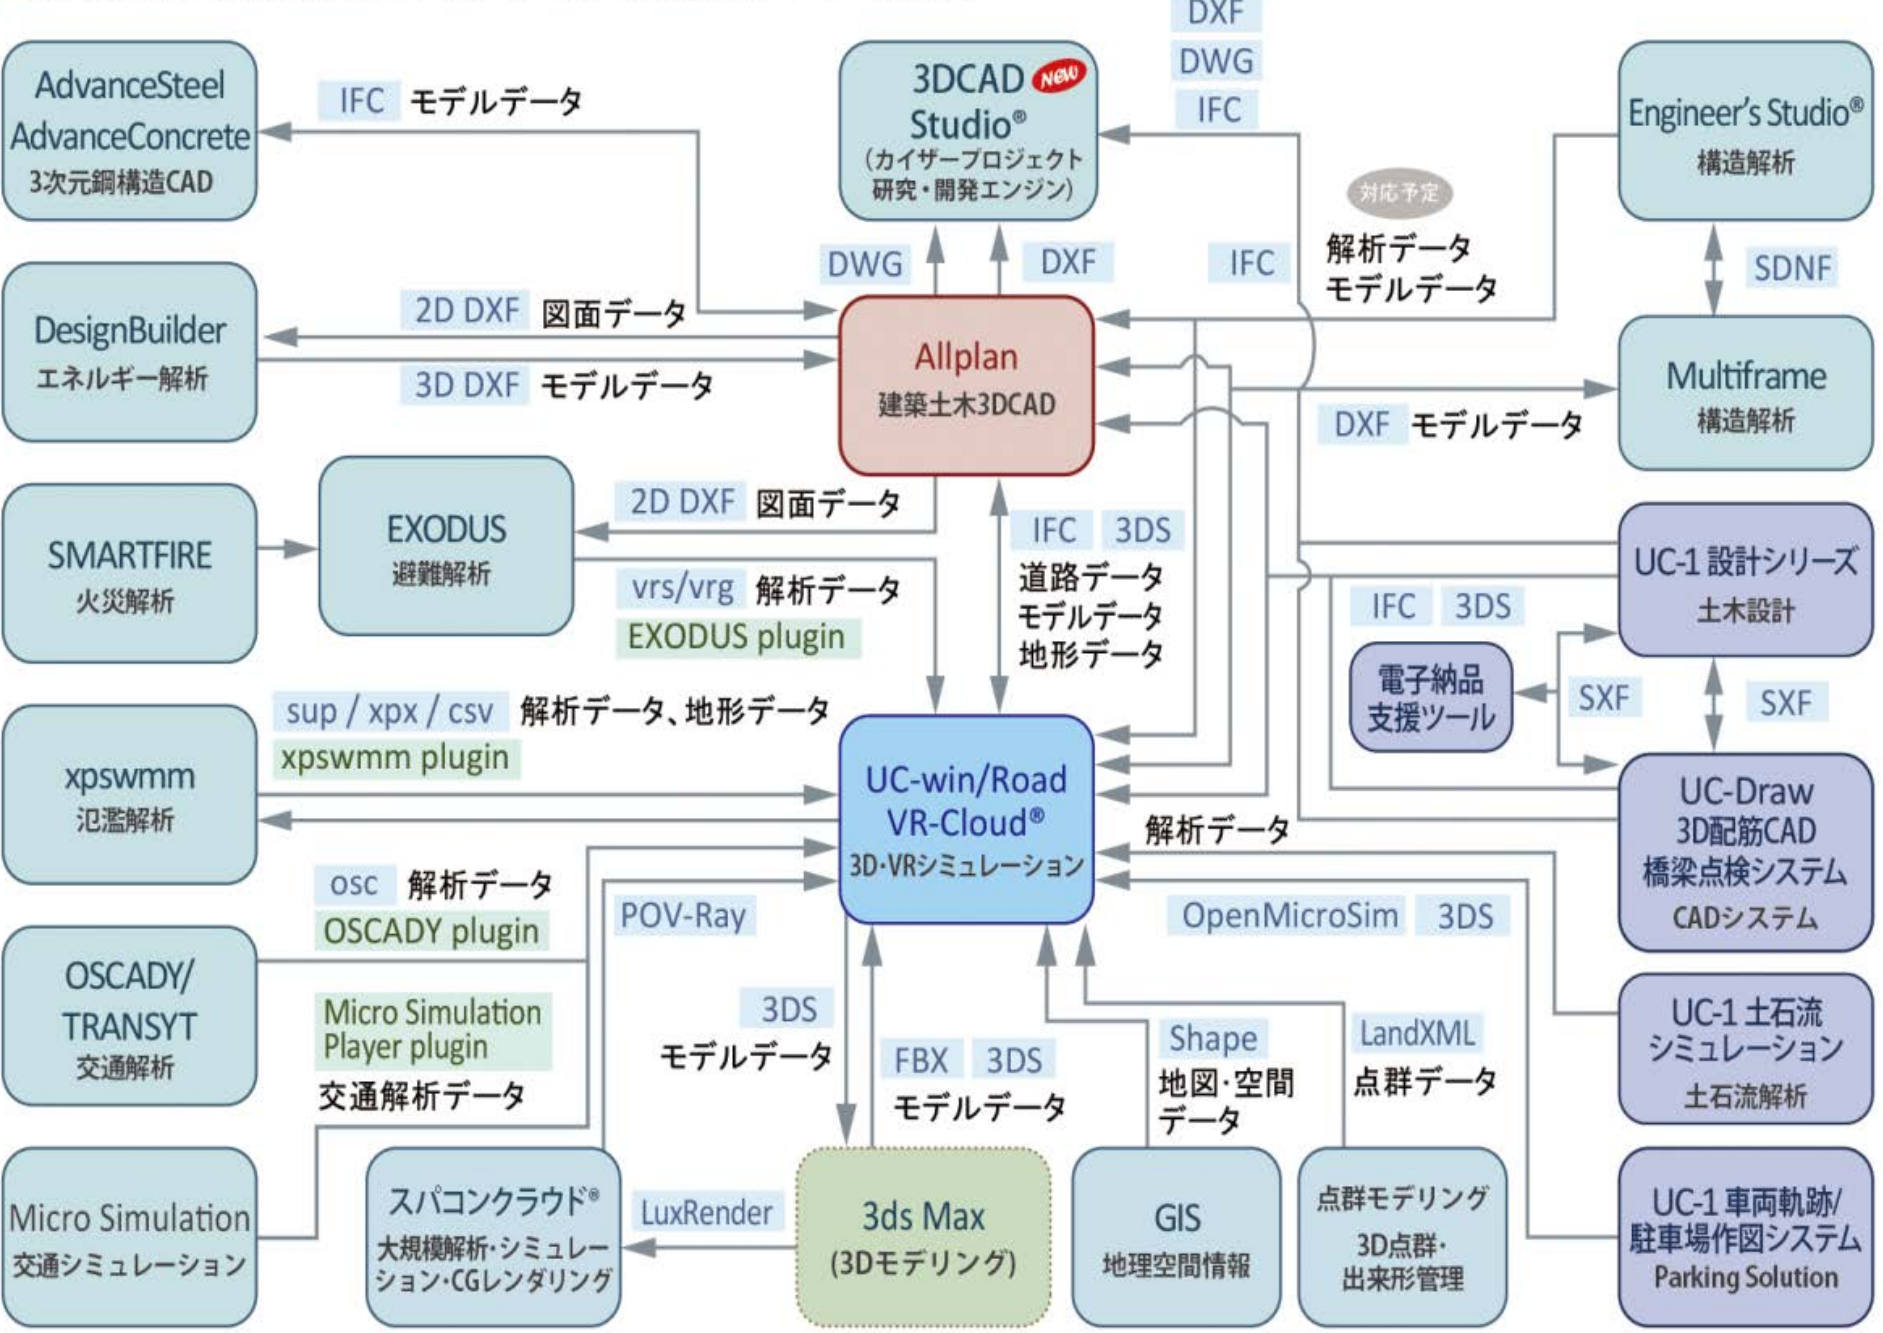 DXF
DWG
IFC
AdvanceSteel
AdvanceConcrete
3次元鋼構造CAD
IFC モデルデータ
3DCAD NEW
Studio®
(カイザープロジェクト
研究・開発エンジン)
Engineer's Studio®
構造解析
対応予定
解析データ
モデルデータ
DWG
DXF
IFC
SDNF
DesignBuilder
エネルギー解析
2D DXF 図面データ
3D DXF モデルデータ
Allplan
建築土木3DCAD
Multiframe
構造解析
DXF モデルデータ
SMARTFIRE
火災解析
EXODUS
避難解析
2D DXF 図面データ
vrs/vrg 解析データ
EXODUS plugin
IFC 3DS
道路データ
モデルデータ
地形データ
UC-1 設計シリーズ
土木設計
IFC 3DS
電子納品
支援ツール
SXF
SXF
xpswmm
氾濫解析
sup / xpx / csv 解析データ、地形データ
xpswmm plugin
UC-win/Road
VR-Cloud®
3D・VRシミュレーション
解析データ
UC-Draw
3D配筋CAD
橋梁点検システム
CADシステム
osc 解析データ
OSCADY plugin
POV-Ray
OpenMicroSim 3DS
OSCADY/
TRANSYT
交通解析
Micro Simulation
Player plugin
交通解析データ
3DS
モデルデータ
FBX 3DS
モデルデータ
Shape
地図・空間
データ
LandXML
点群データ
UC-1 土石流
シミュレーション
土石流解析
Micro Simulation
交通シミュレーション
スパコンクラウド®
大規模解析・シミュレー
ション・CGレンダリング
LuxRender
3ds Max
(3Dモデリング)
GIS
地理空間情報
点群モデリング
3D点群・
出来形管理
UC-1 車両軌跡/
駐車場作図システム
Parking Solution